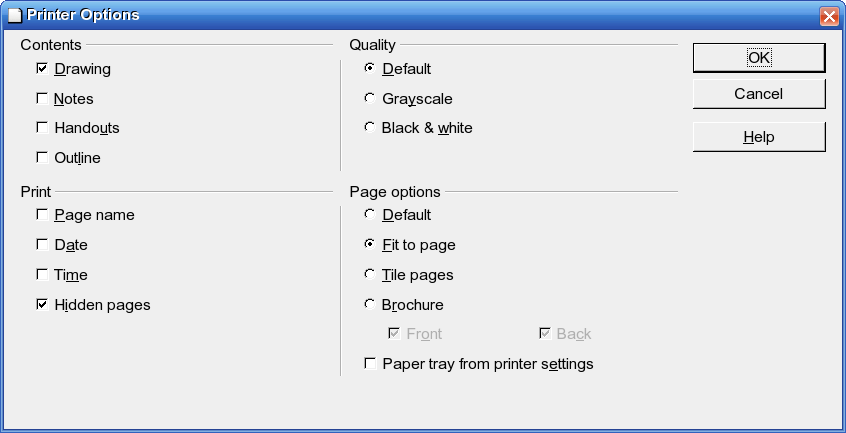 Printer Options
Contents
Drawing
Notes
Handouts
Outline
Quality
Default
Grayscale
Black & white
OK
Cancel
Help
Print
Page name
Date
Time
Hidden pages
Page options
Default
Fit to page
Tile pages
Brochure
Front Back
Paper tray from printer settings